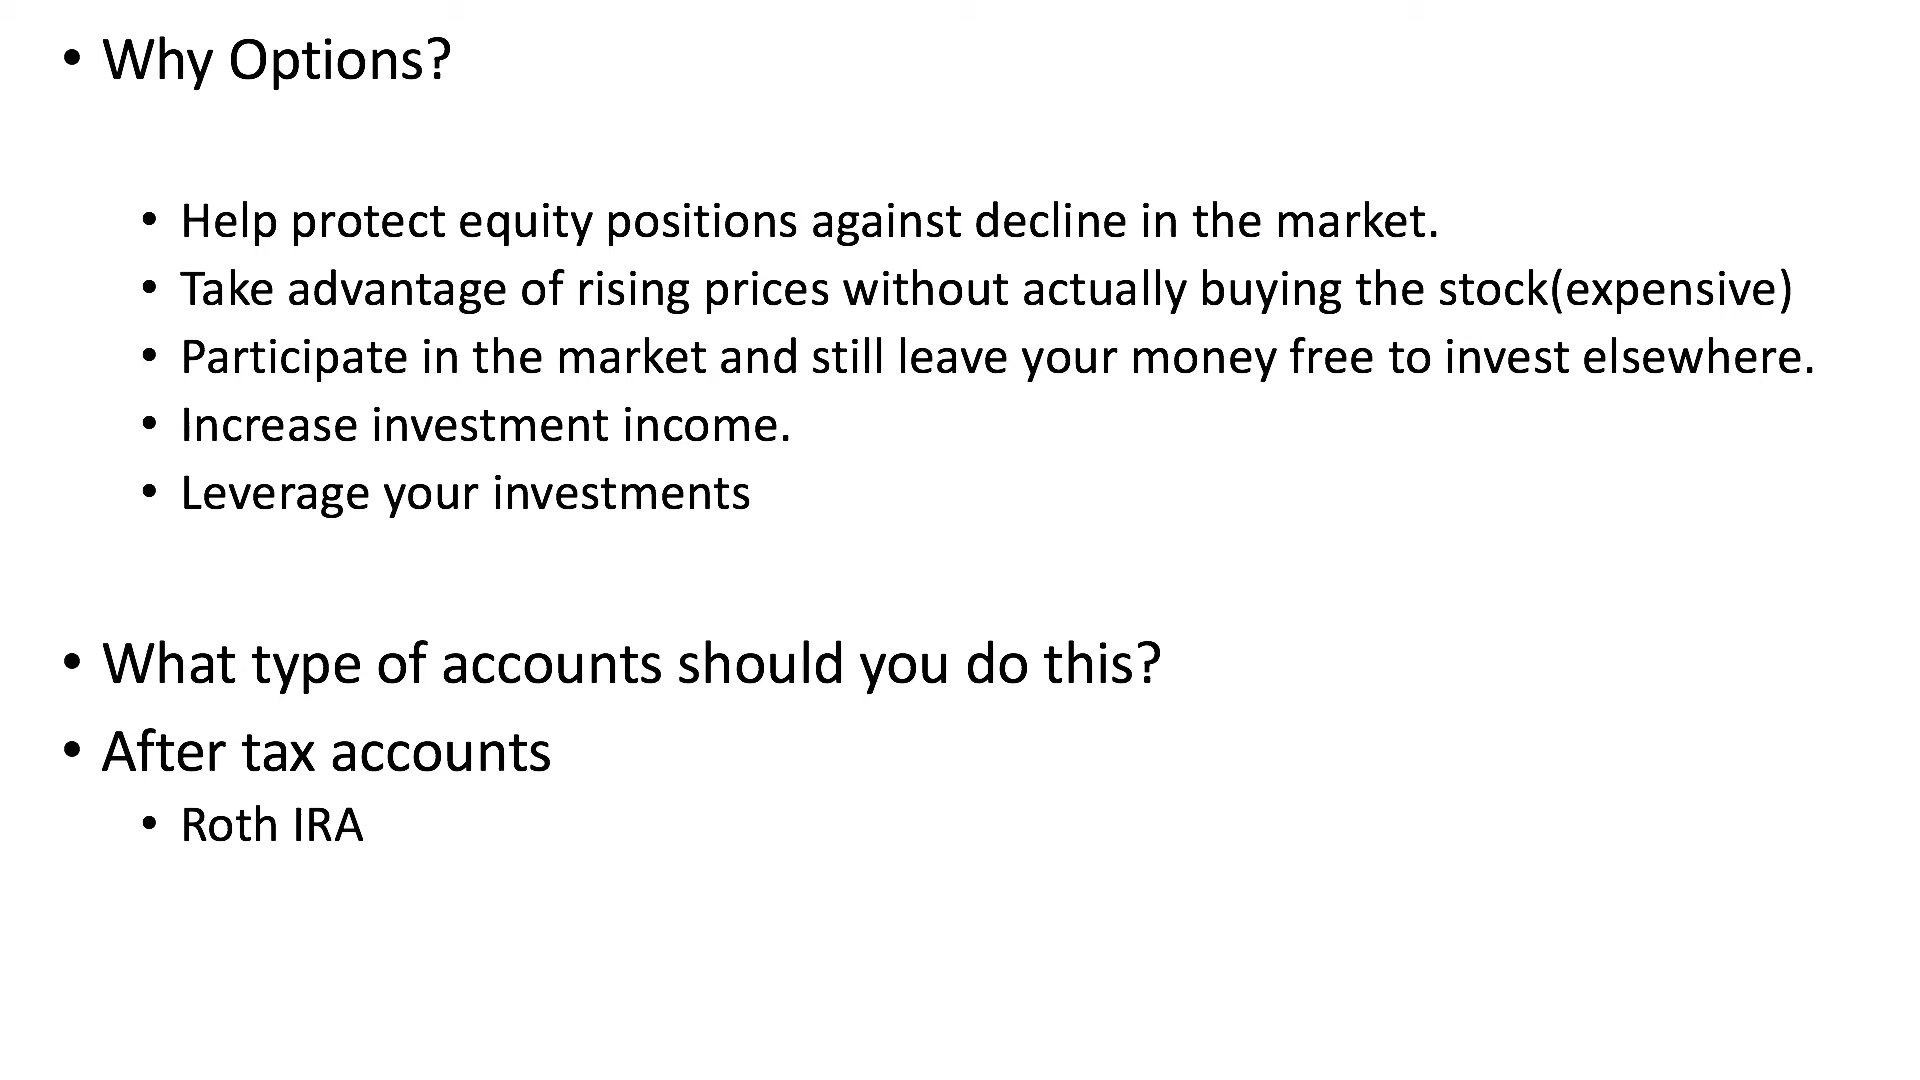 • Why Options?
• Help protect equity positions against decline in the market.
• Take advantage of rising prices without actually buying the stock(expensive)
• Participate in the market and still leave your money free to invest elsewhere.
• Increase investment income.
• Leverage your investments
• What type of accounts should you do this?
• After tax accounts
• Roth IRA